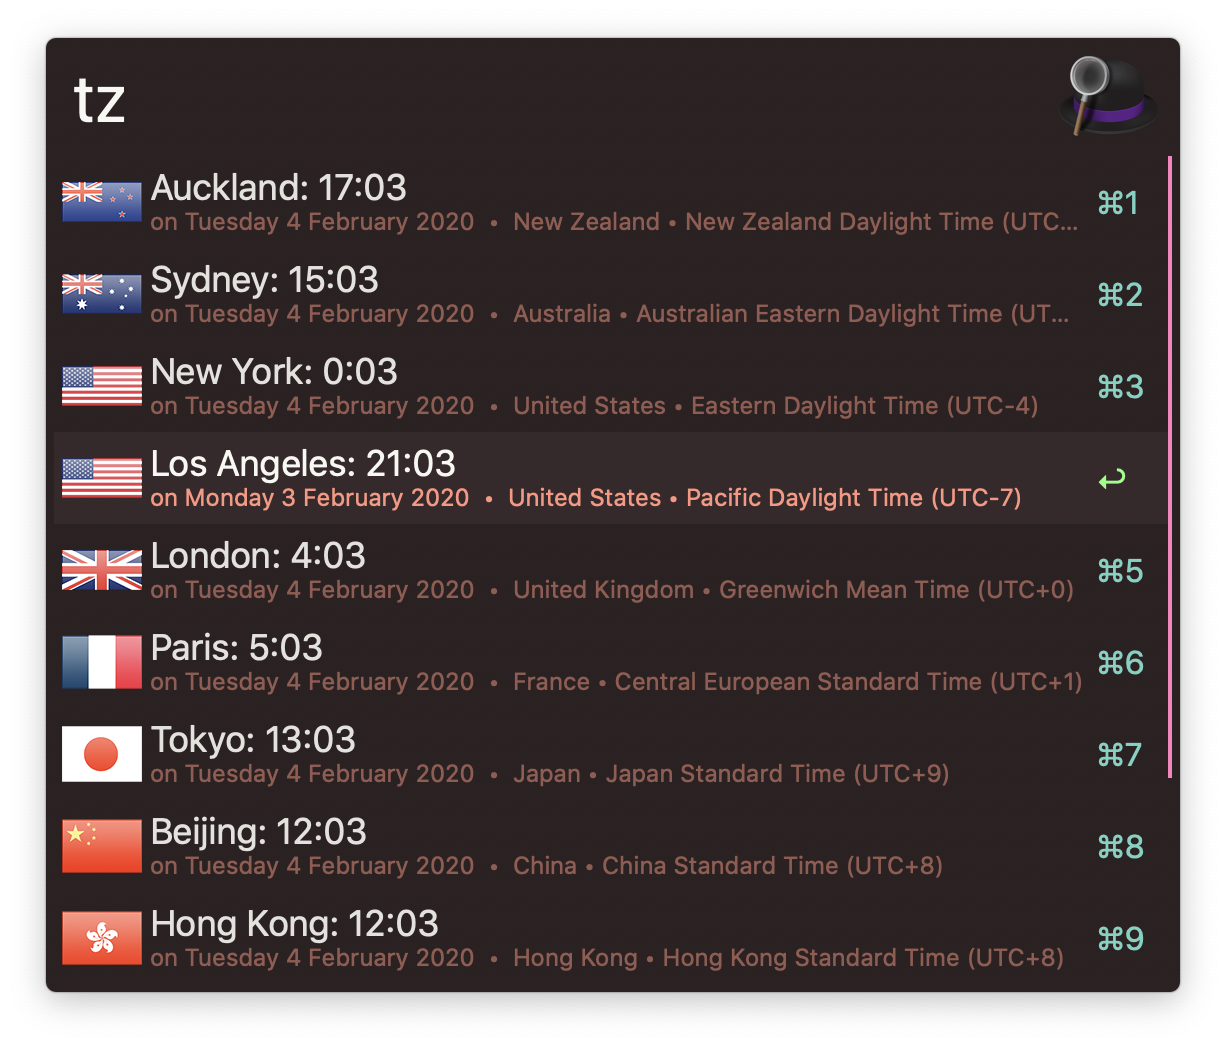 tz
Auckland: 17:03
on Tuesday 4 February 2020 • New Zealand • New Zealand Daylight Time (UTC...
⌘1
Sydney: 15:03
on Tuesday 4 February 2020 • Australia • Australian Eastern Daylight Time (UT...
⌘2
New York: 0:03
on Tuesday 4 February 2020 • United States • Eastern Daylight Time (UTC-4)
⌘3
Los Angeles: 21:03
on Monday 3 February 2020 • United States • Pacific Daylight Time (UTC-7)
London: 4:03
on Tuesday 4 February 2020 • United Kingdom • Greenwich Mean Time (UTC+0)
⌘5
Paris: 5:03
on Tuesday 4 February 2020 • France • Central European Standard Time (UTC+1)
⌘6
Tokyo: 13:03
on Tuesday 4 February 2020 • Japan • Japan Standard Time (UTC+9)
⌘7
Beijing: 12:03
on Tuesday 4 February 2020 • China • China Standard Time (UTC+8)
⌘8
Hong Kong: 12:03
on Tuesday 4 February 2020 • Hong Kong • Hong Kong Standard Time (UTC+8)
⌘9